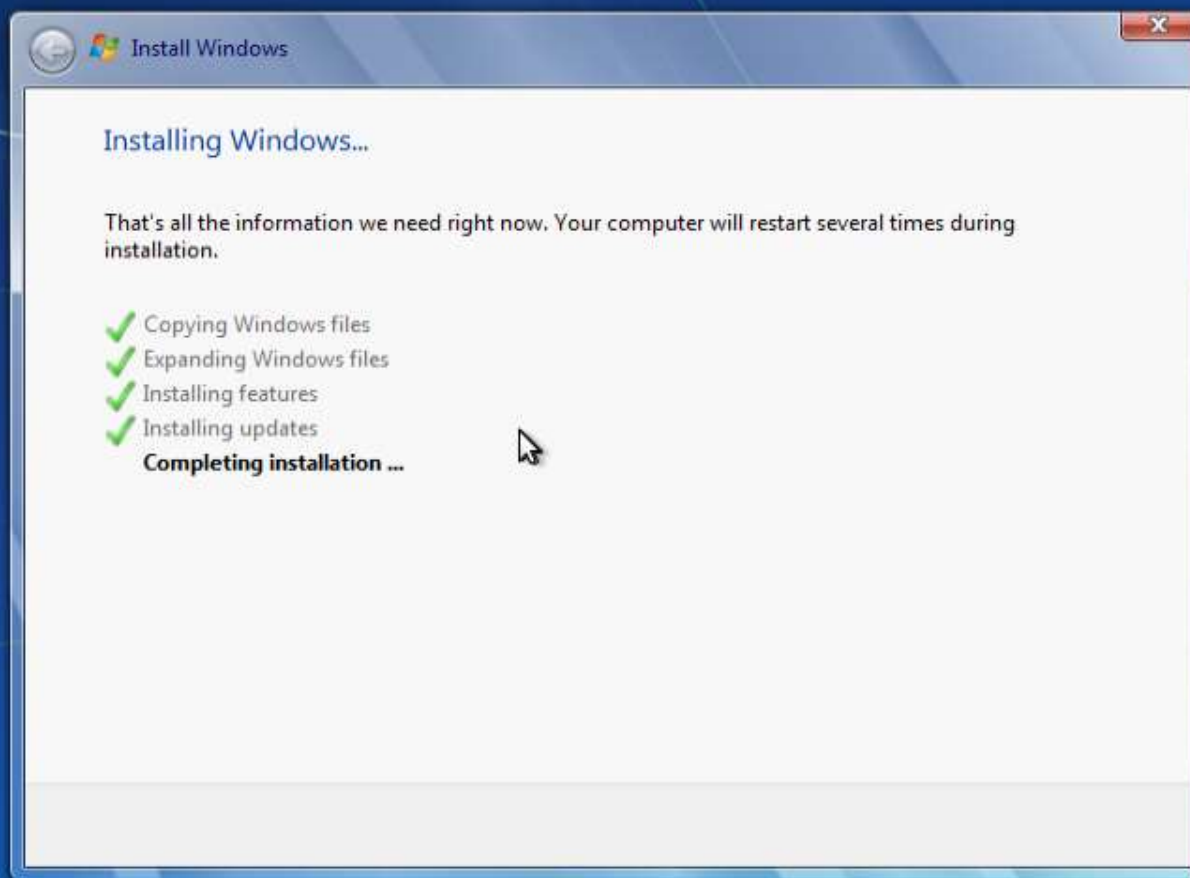 Install Windows
Installing Windows...
That's all the information we need right now. Your computer will restart several times during
installation.
Copying Windows files
Expanding Windows files
Installing features
Installing updates
Completing installation ...